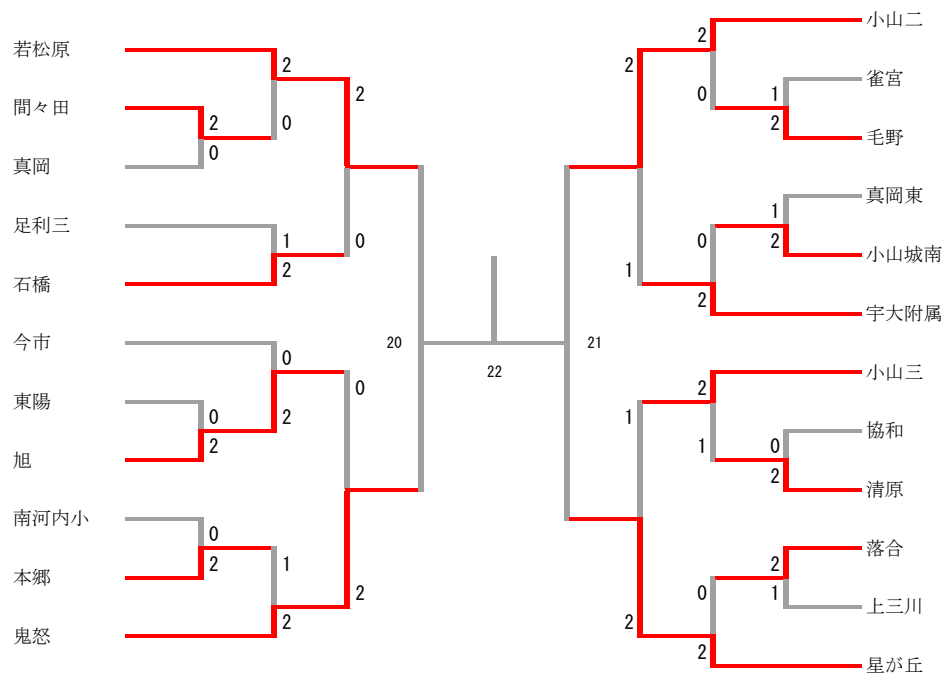 若松原
間々田
真岡
足利三
石橋
今市
東陽
旭
南河内小
本郷
鬼怒
2
0
2
0
1
2
0
2
0
2
0
2
1
2
2
0
0
2
20
22
21
2
1
1
2
2
0
0
2
2
1
0
2
1
2
1
2
0
2
2
1
小山二
雀宮
毛野
真岡東
小山城南
宇大附属
小山三
協和
清原
落合
上三川
星が丘